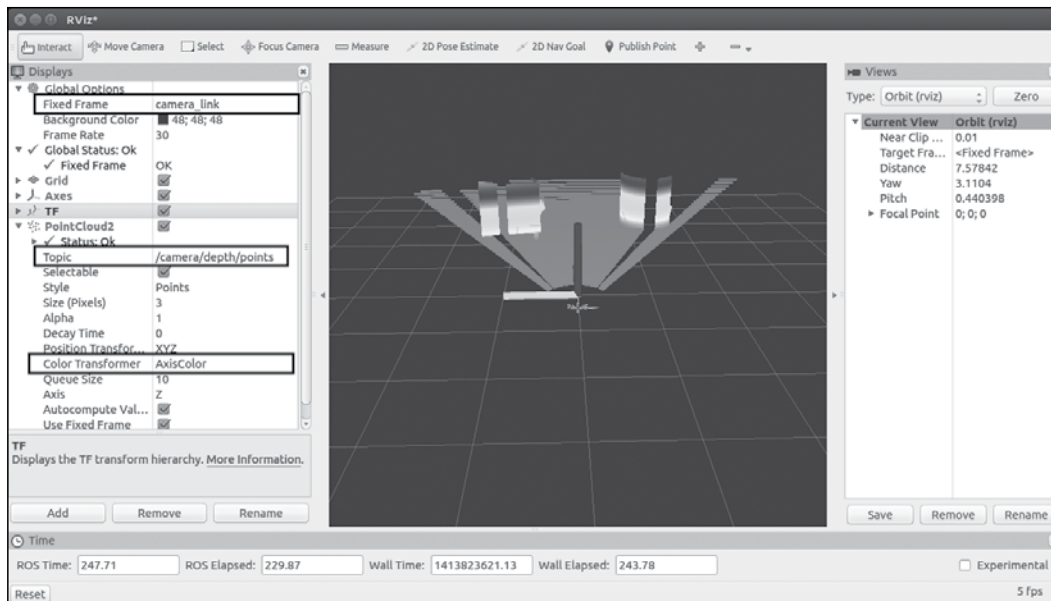 RViz*
Interact Move Camera Select Focus Camera Measure 2D Pose Estimate 2D Nav Goal Publish Point
Displays
Global Options
Fixed Frame camera_link
Background Color 48; 48; 48
Frame Rate 30
Global Status: Ok
Fixed Frame OK
Grid
Axes
TF
PointCloud2
Status: Ok
Topic /camera/depth/points
Selectable
Style Points
Size (Pixels) 3
Alpha 1
Decay Time 0
Position Transfor... XYZ
Color Transformer AxisColor
Queue Size 10
Axis Z
Autocompute Val...
Use Fixed Frame
TF
Displays the TF transform hierarchy. More Information.
Add Remove Rename
Views
Type: Orbit (rviz) Zero
Current View Orbit (rviz)
Near Clip ... 0.01
Target Fra... <Fixed Frame>
Distance 7.57842
Yaw 3.1104
Pitch 0.440398
Focal Point 0; 0; 0
Save Remove Rename
Time
ROS Time: 247.71 ROS Elapsed: 229.87 Wall Time: 1413823621.13 Wall Elapsed: 243.78 Experimental
Reset 5 fps